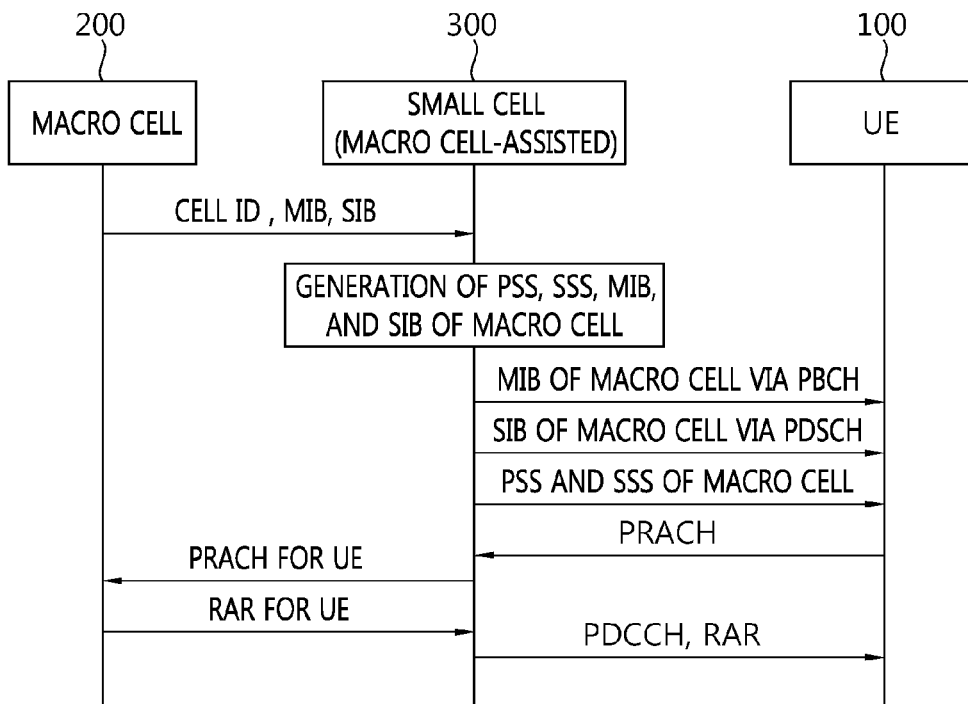 200
300
100
MACRO CELL
SMALL CELL
(MACRO CELL-ASSISTED)
UE
CELL ID , MIB, SIB
GENERATION OF PSS, SSS, MIB,
AND SIB OF MACRO CELL
MIB OF MACRO CELL VIA PBCH
SIB OF MACRO CELL VIA PDSCH
PSS AND SSS OF MACRO CELL
PRACH
PRACH FOR UE
RAR FOR UE
PDCCH, RAR